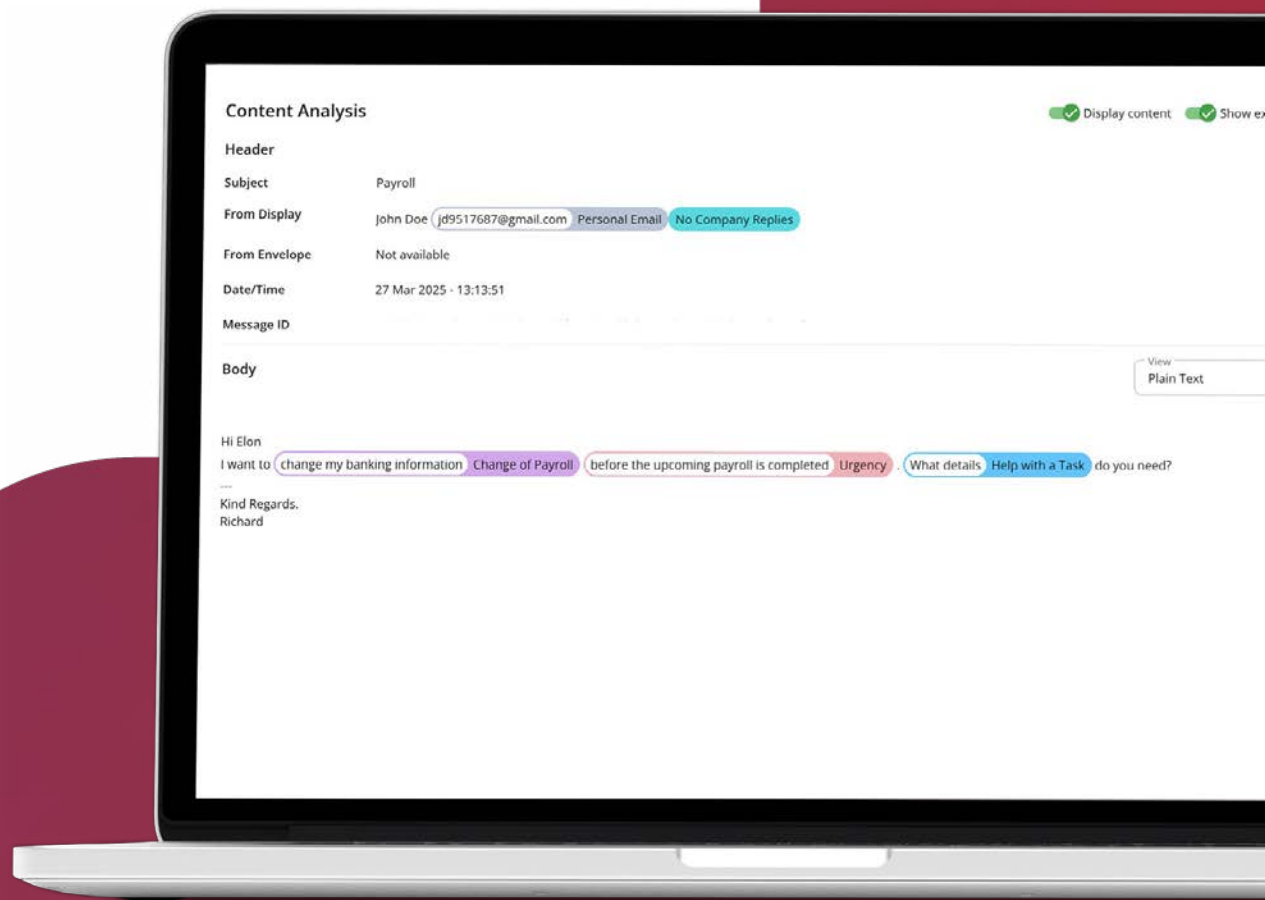 Content Analysis
Display content Show ex
Header
Subject Payroll
From Display John Doe jd9517687@gmail.com Personal Email No Company Replies
From Envelope Not available
Date/Time 27 Mar 2025 - 13:13:51
Message ID
Body
View
Plain Text
Hi Elon
I want to change my banking information Change of Payroll before the upcoming payroll is completed Urgency . What details Help with a Task do you need?
---
Kind Regards.
Richard